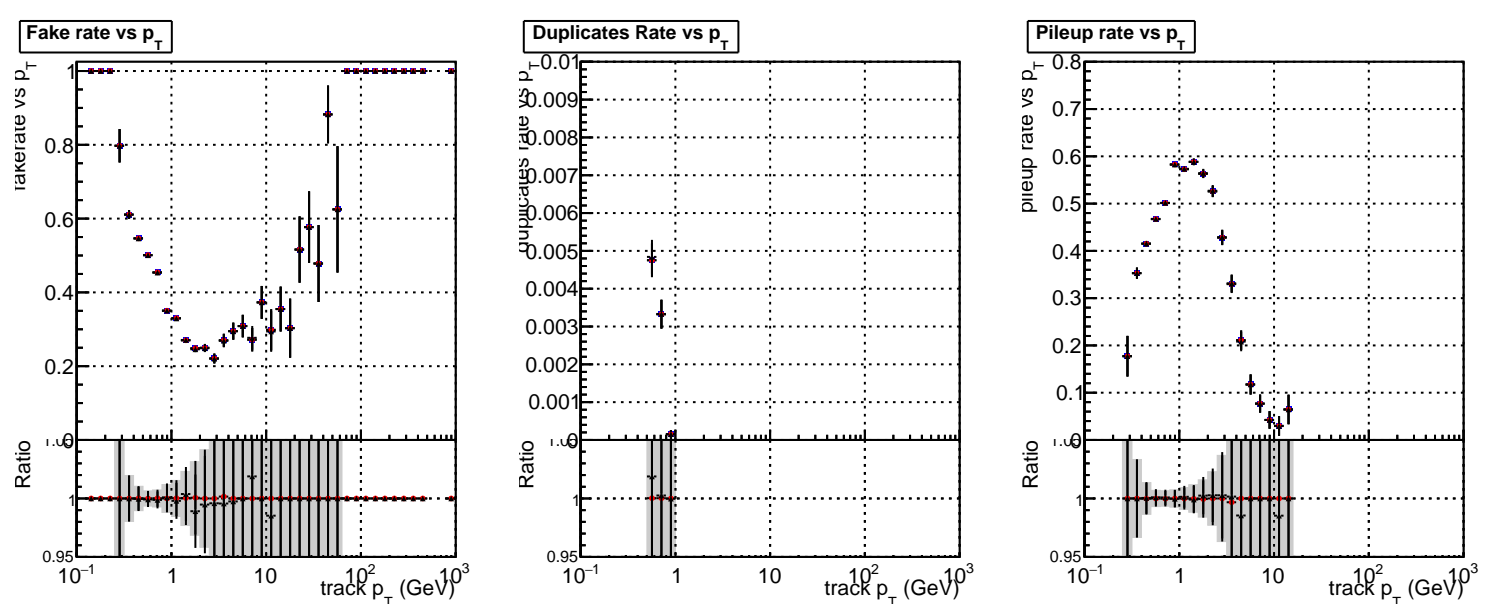 Fake rate vs p_T
fakerate vs p_T
1
0.8
0.6
0.4
0.2
Ratio
1
0.95
10^−1 1 10 10^2 10^3
track p_T (GeV)
Duplicates Rate vs p_T
duplicates rate vs p_T
0.01
0.009
0.008
0.007
0.006
0.005
0.004
0.003
0.002
0.001
Ratio
1
0.95
10^−1 1 10 10^2 10^3
track p_T (GeV)
Pileup rate vs p_T
pileup rate vs p_T
0.8
0.7
0.6
0.5
0.4
0.3
0.2
0.1
Ratio
1
0.95
10^−1 1 10 10^2 10^3
track p_T (GeV)